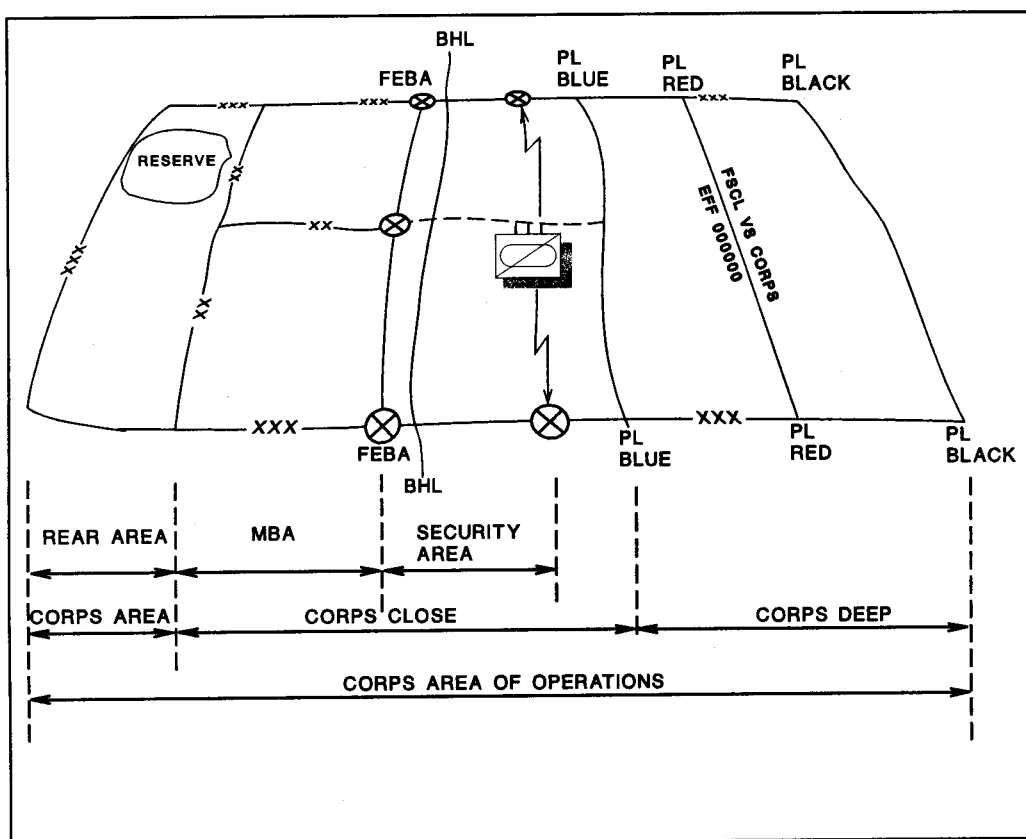 BHL
FEBA
PL
BLUE
PL
RED
PL
BLACK
xxx
xxx
xxx
RESERVE
xx
xx
xxx
xx
FSCL VS CORPS
EFF 000000
XXX
XXX
FEBA
PL
BLUE
PL
RED
PL
BLACK
BHL
REAR AREA
MBA
SECURITY
AREA
CORPS AREA
CORPS CLOSE
CORPS DEEP
CORPS AREA OF OPERATIONS